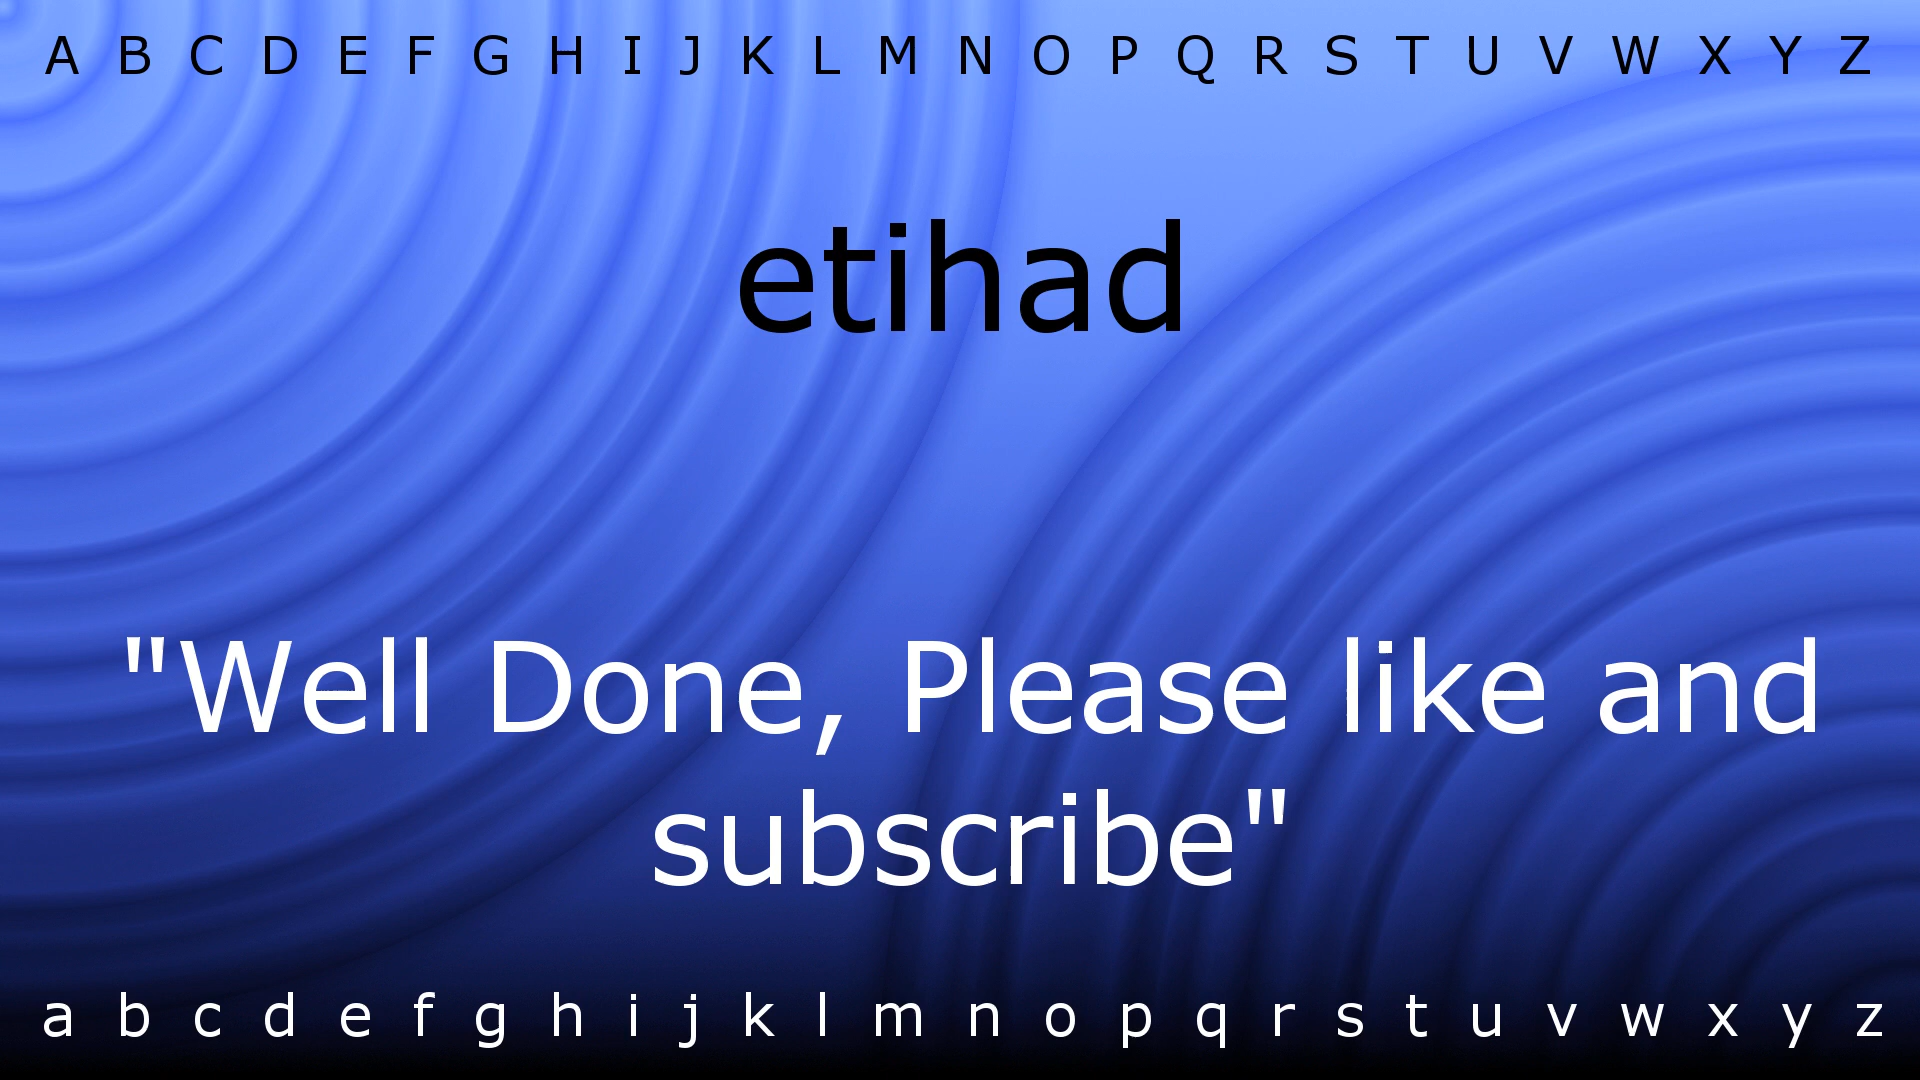 A B C D E F G H I J K L M N O P Q R S T U V W X Y Z
etihad
"Well Done, Please like and
subscribe"
a b c d e f g h i j k l m n o p q r s t u v w x y z